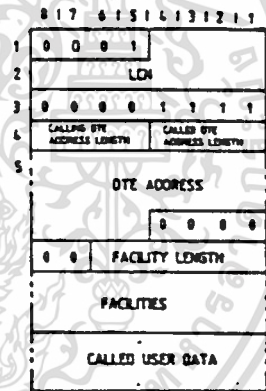 8 7 6 5 4 3 2 1
1 0 0 0 1
2 LCN
3 0 0 0 0 1 1 1 1
4 CALLING DTE ADDRESS LENGTH CALLED DTE ADDRESS LENGTH
5
DTE ADDRESS
0 0 0 0
0 0 FACILITY LENGTH
FACILITIES
CALLED USER DATA